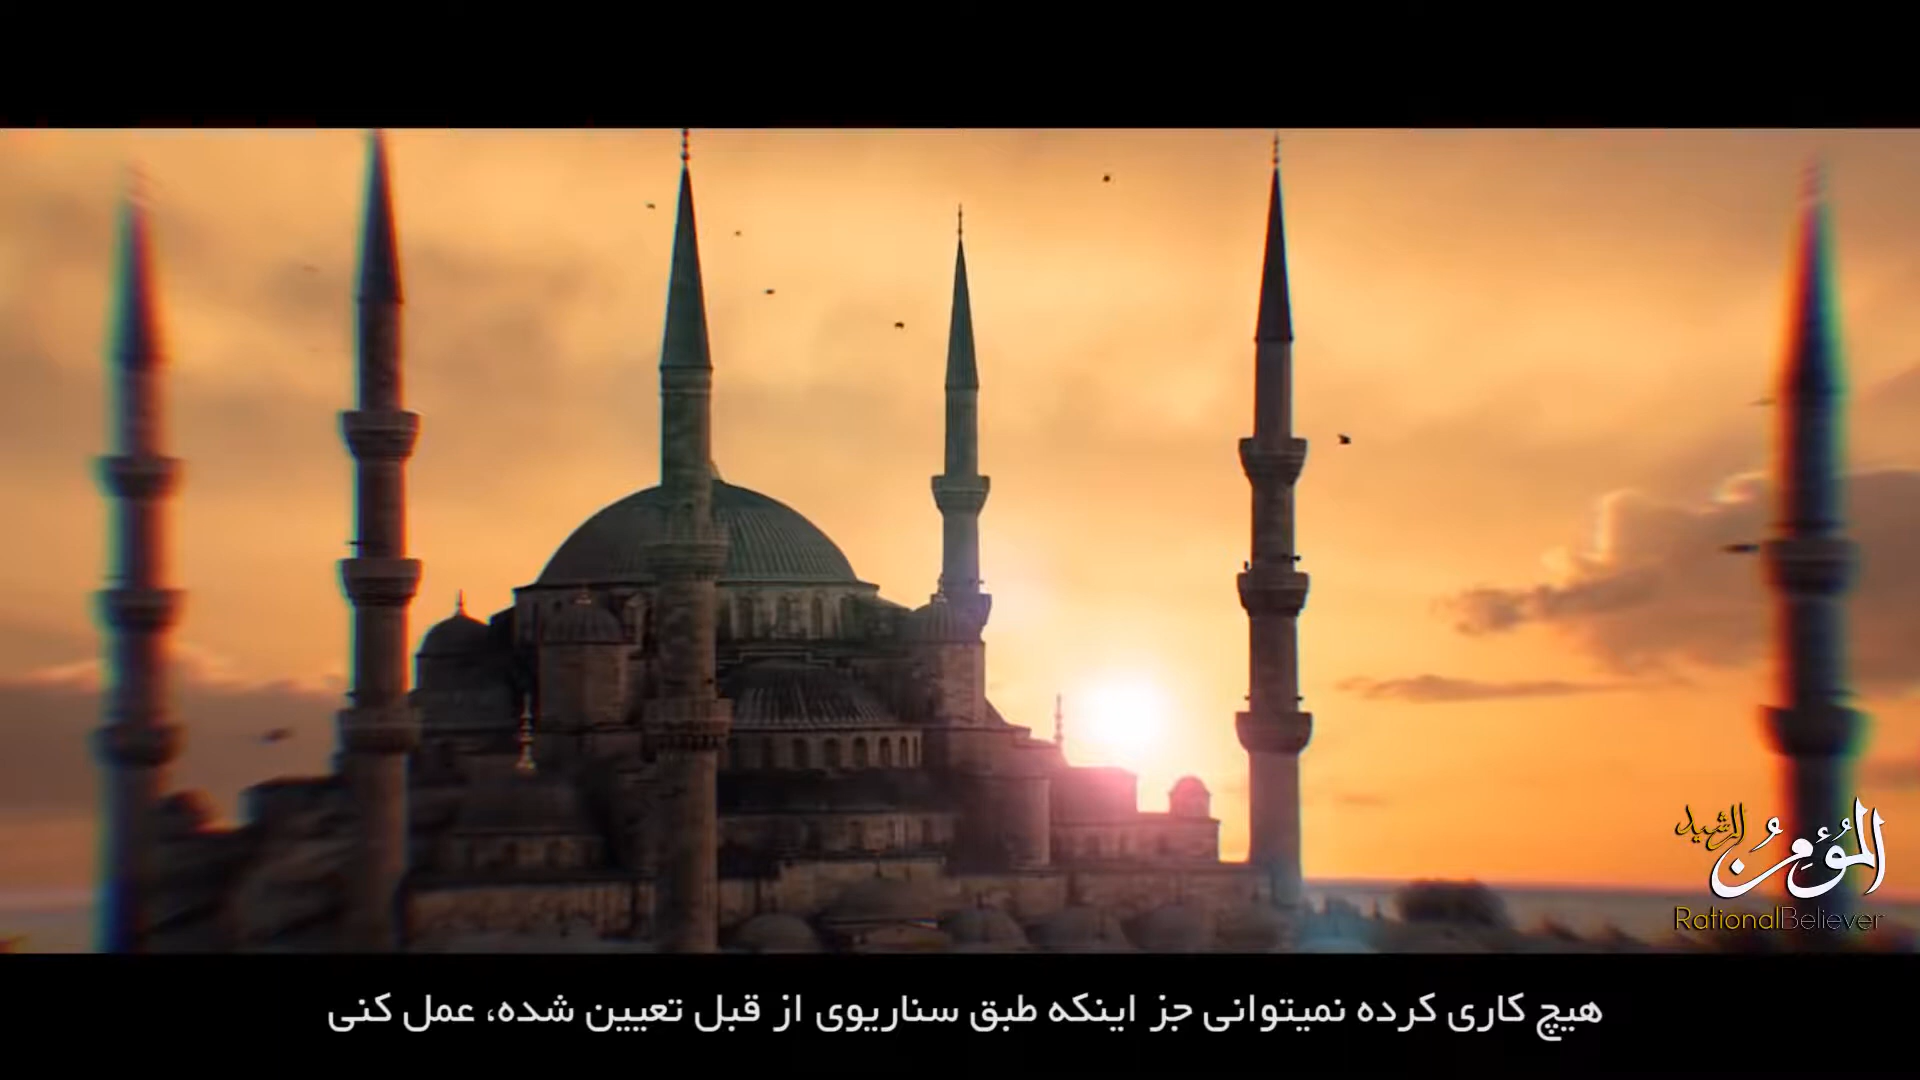 المؤمن الرشيد
RationalBeliever
هیچ کاری کرده نمیتوانی جز اینکه طبق سناریوی از قبل تعیین شده، عمل کنی